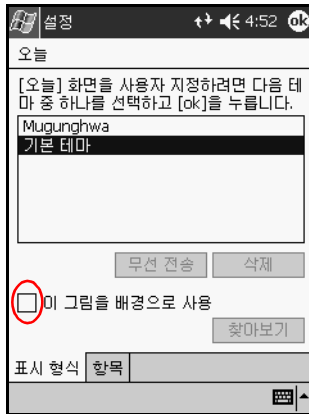 설정 4:52 ok
오늘
[오늘] 화면을 사용자 지정하려면 다음 테
마 중 하나를 선택하고 [ok]을 누릅니다.
Mugunghwa
기본 테마
무선 전송 삭제
이 그림을 배경으로 사용
찾아보기
표시 형식 항목